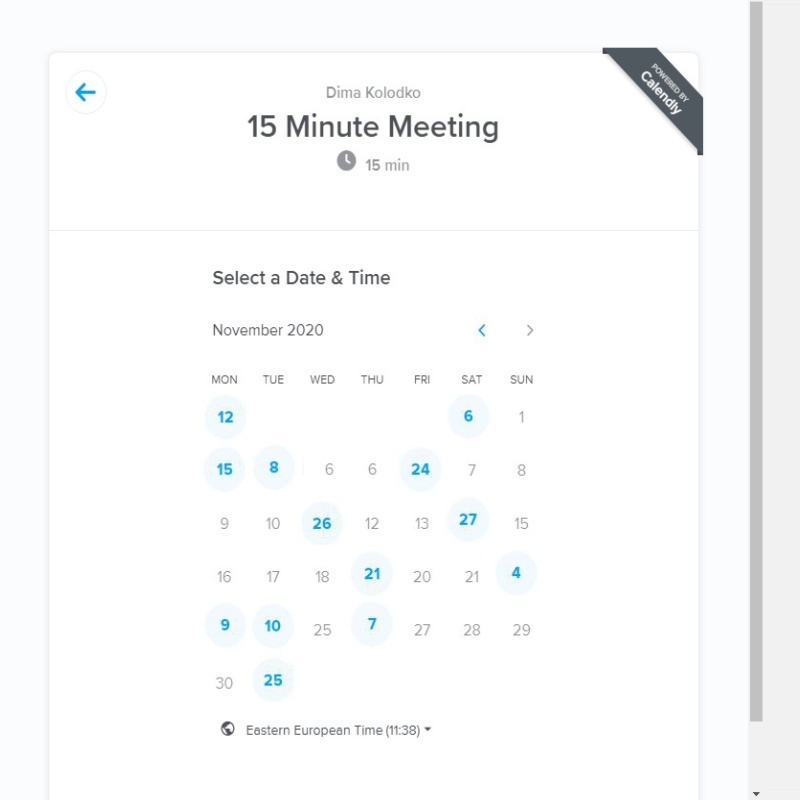 POWERED BY
Calendly
Dima Kolodko
15 Minute Meeting
15 min
Select a Date & Time
November 2020
MON TUE WED THU FRI SAT SUN
12 6 1
15 8 6 6 24 7 8
9 10 26 12 13 27 15
16 17 18 21 20 21 4
9 10 25 7 27 28 29
30 25
Eastern European Time (11:38)